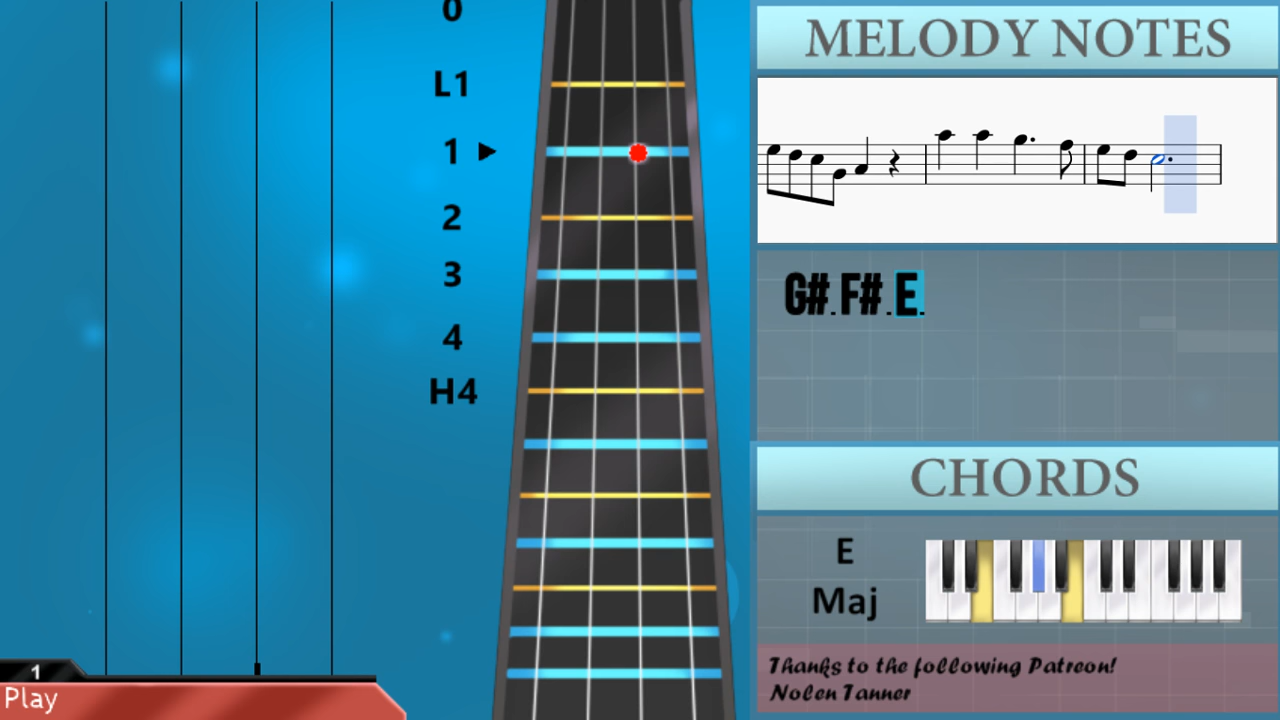 0
L1
1
2
3
4
H4
1
Play
MELODY NOTES
G#.F#.E.
CHORDS
E
Maj
Thanks to the following Patreon!
Nolen Tanner